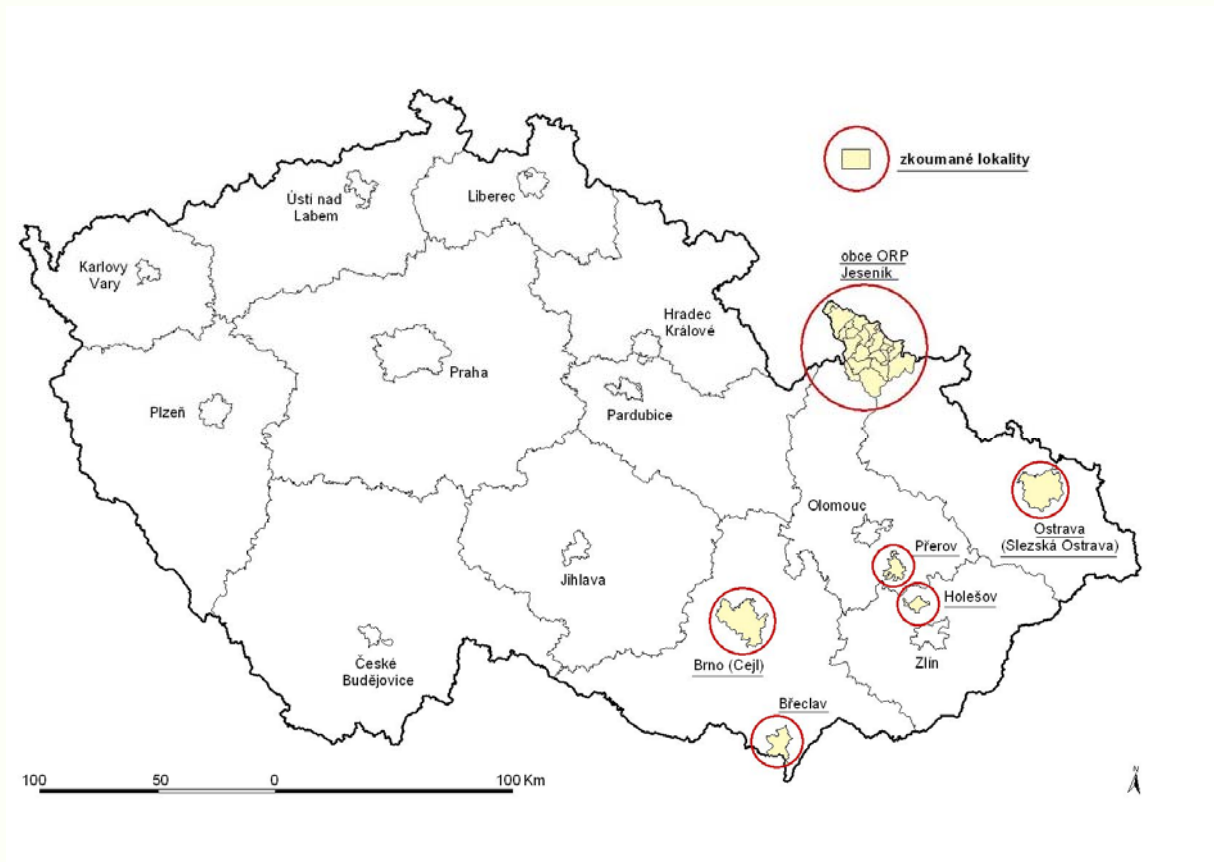 zkoumané lokality
Ústí nad
Labem
Liberec
Karlovy
Vary
obce ORP
Jeseník
Hradec
Králové
Praha
Plzeň
Pardubice
Olomouc
Ostrava
(Slezská Ostrava)
Přerov
Jihlava
Holešov
České
Budějovice
Brno (Cejl)
Zlín
Břeclav
100 50 0 100 Km
N